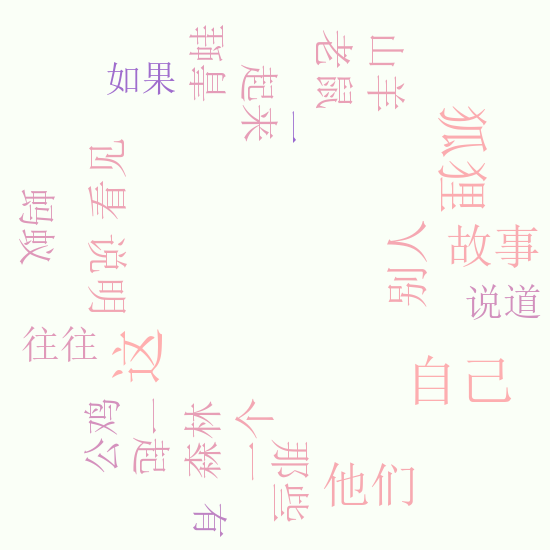 如果
青蛙
起来
一
老鼠
山羊
狐狸
看见
蚂蚁
说明
别人
故事
说道
往往
这
自己
公鸡
一起
森林
一个
那些
他们
有